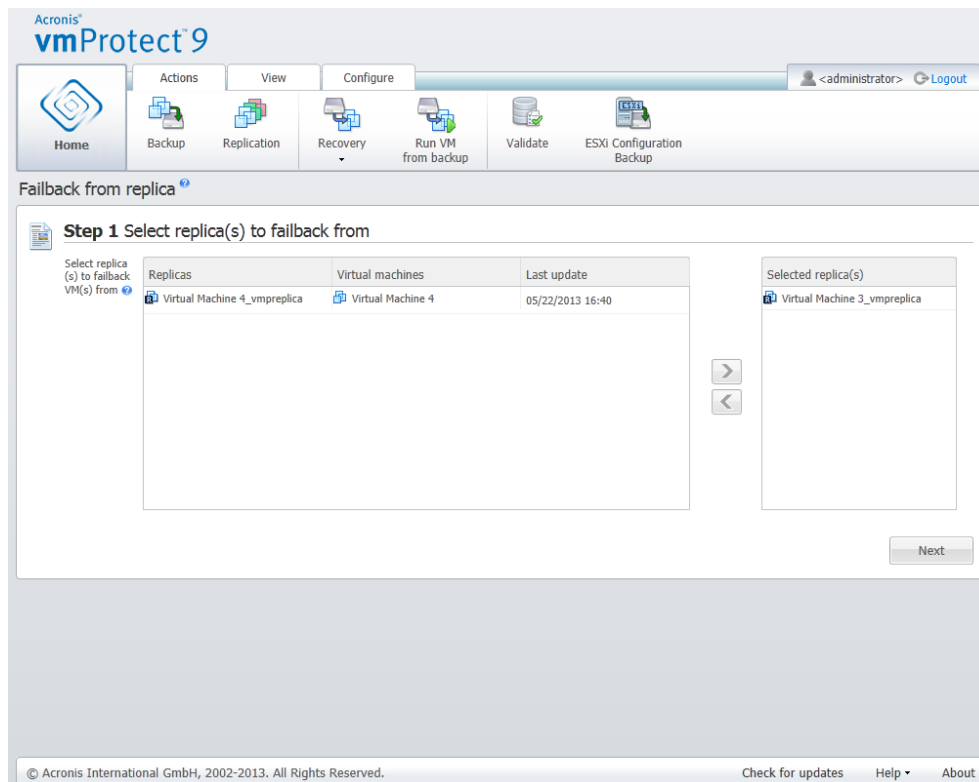 Acronis®
vmProtect™9
Actions View Configure
<administrator> Logout
Home
Backup Replication Recovery Run VM from backup Validate ESXi Configuration Backup
Failback from replica
Step 1 Select replica(s) to failback from
Select replica (s) to failback VM(s) from
Replicas Virtual machines Last update
Virtual Machine 4_vmpreplica Virtual Machine 4 05/22/2013 16:40
Selected replica(s)
Virtual Machine 3_vmpreplica
Next
© Acronis International GmbH, 2002-2013. All Rights Reserved.
Check for updates Help About